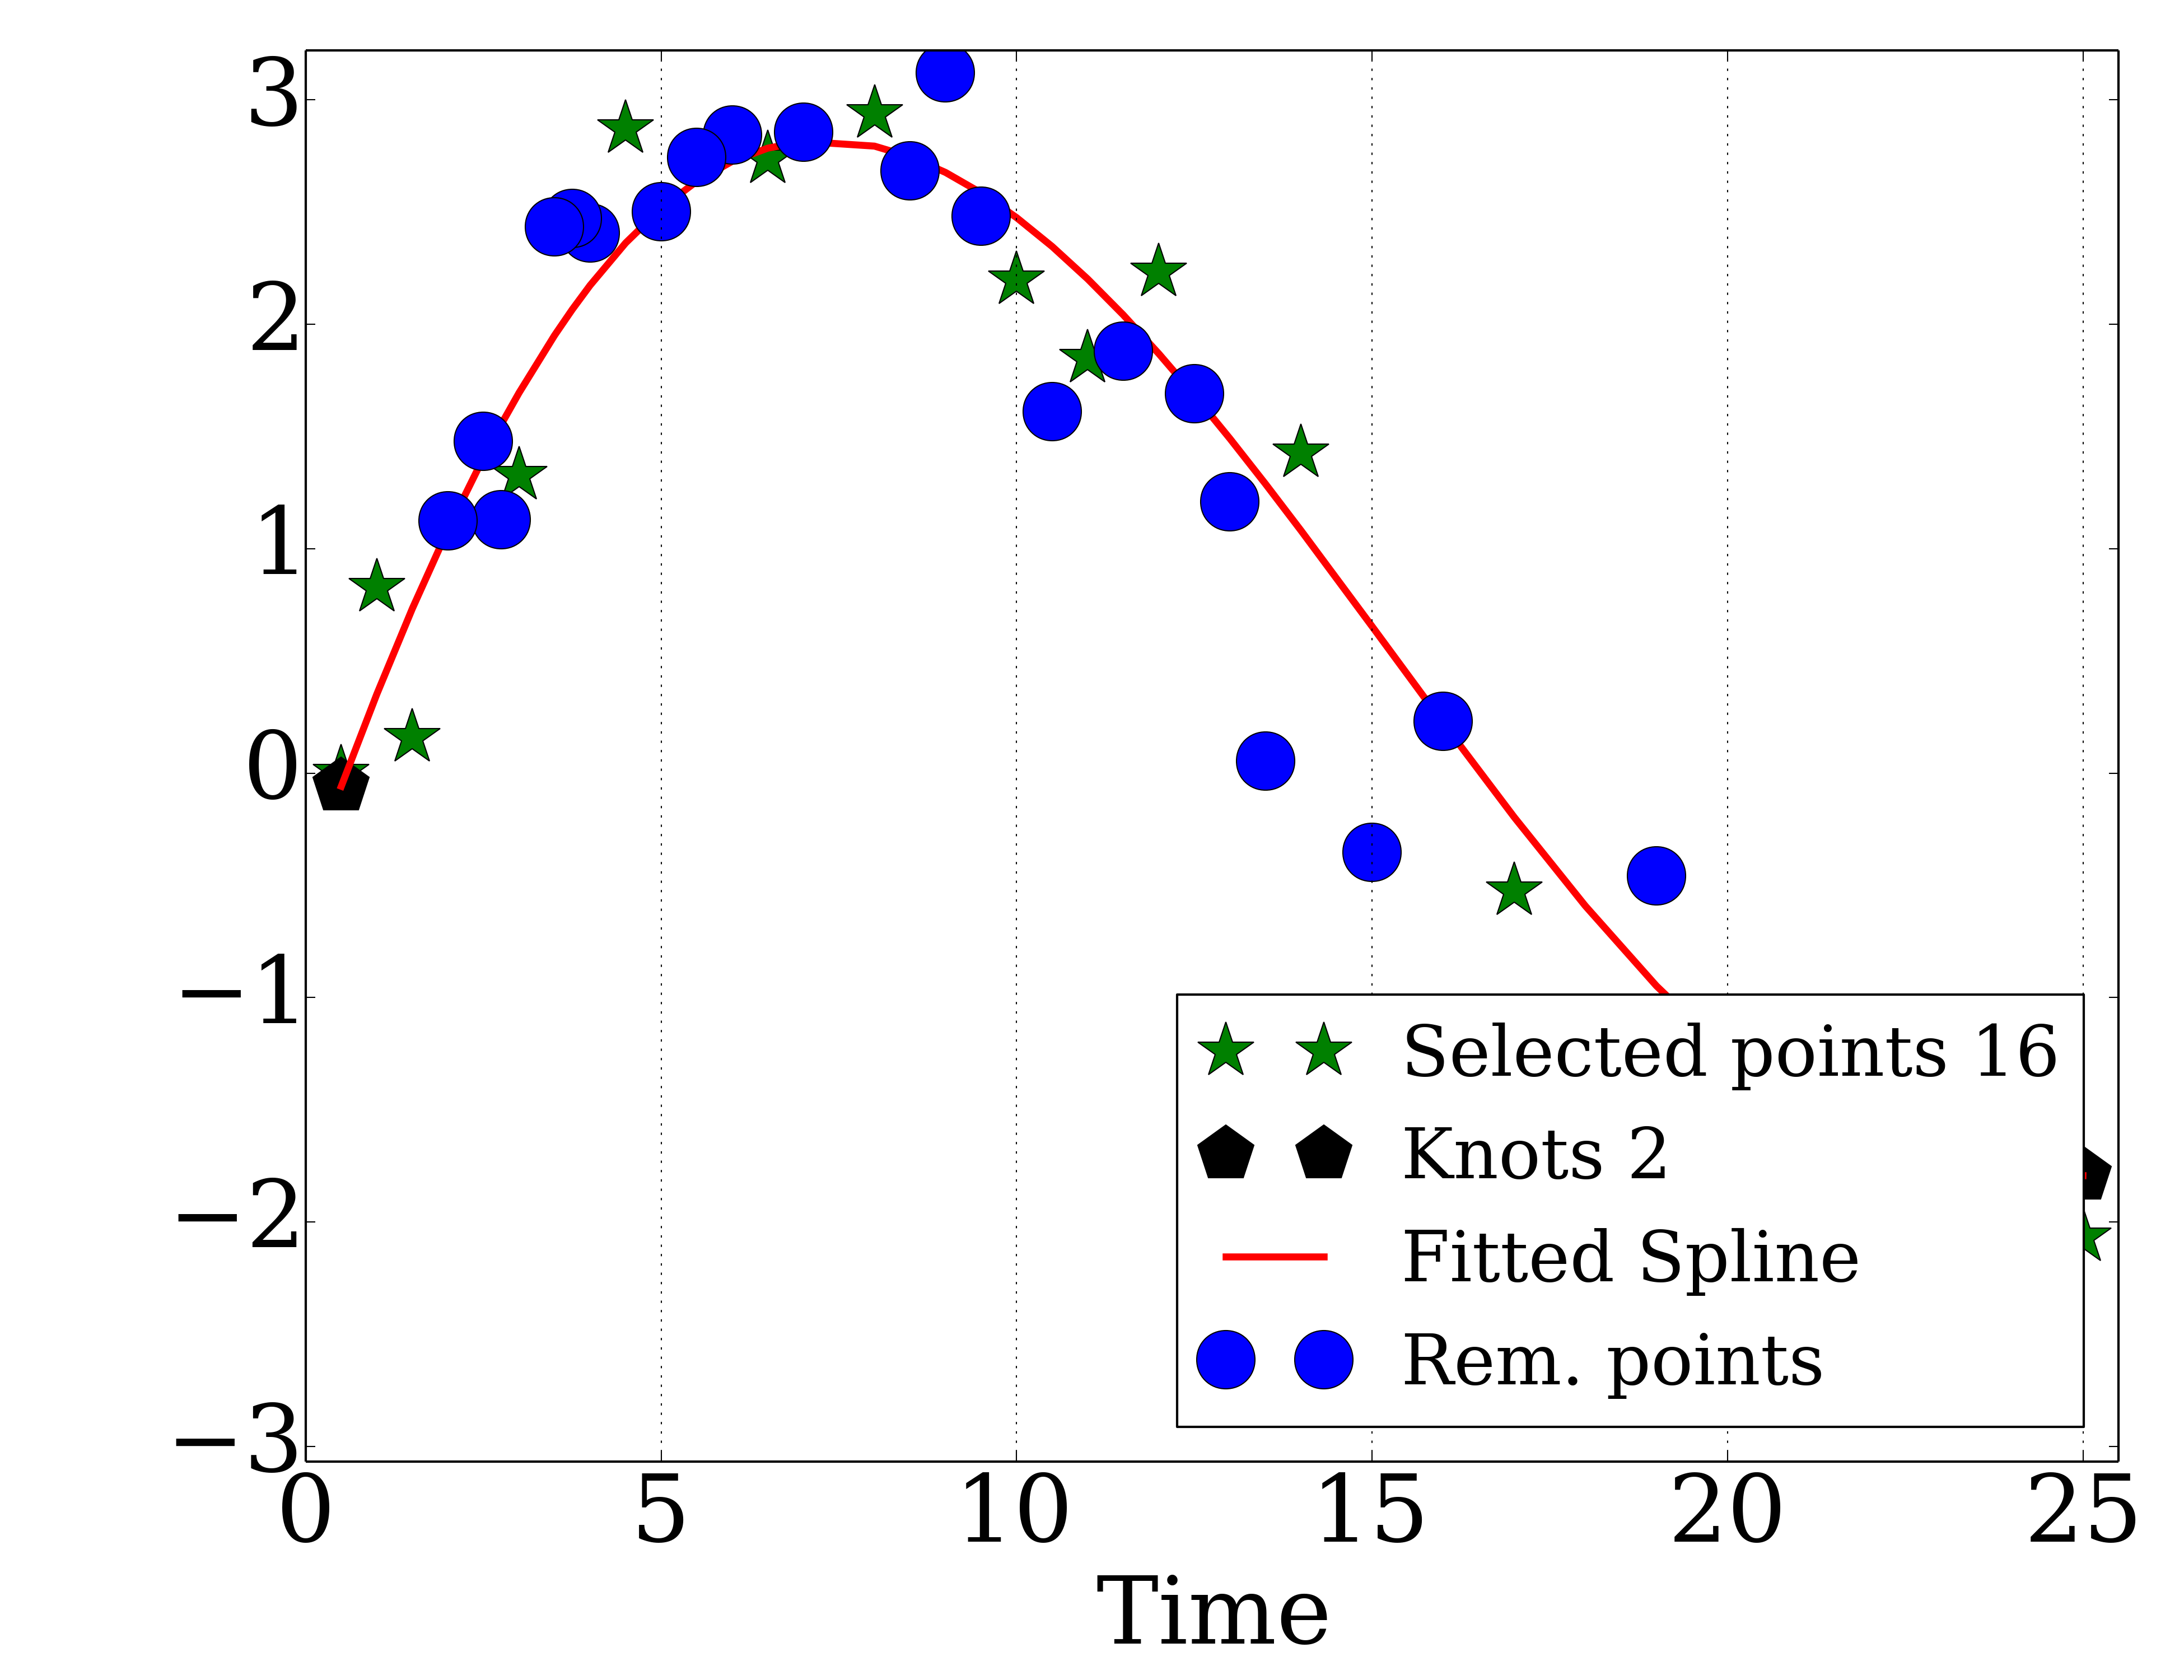 3
2
1
0
−1
−2
−3
0 5 10 15 20 25
Time
Selected points 16
Knots 2
Fitted Spline
Rem. points